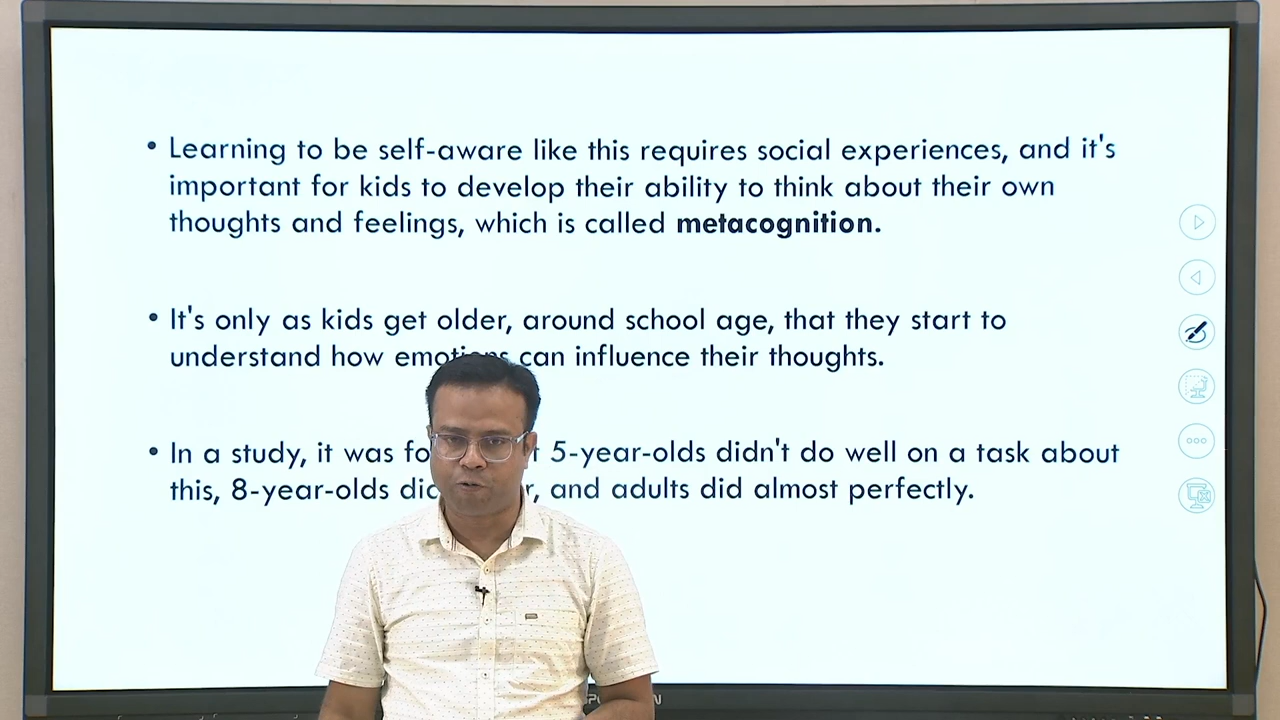 • Learning to be self-aware like this requires social experiences, and it's
important for kids to develop their ability to think about their own
thoughts and feelings, which is called metacognition.
• It's only as kids get older, around school age, that they start to
understand how emotions can influence their thoughts.
• In a study, it was 5-year-olds didn't do well on a task about
this, 8-year-olds and adults did almost perfectly.